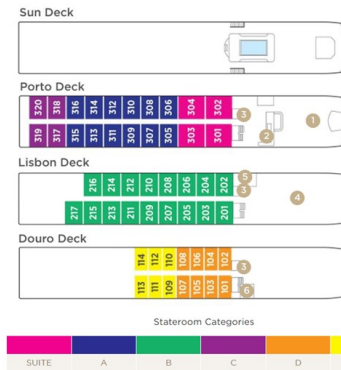 Sun Deck
Porto Deck
320 318 316 314 312 310 308 306 304 302
3
1
2
319 317 315 313 311 309 307 305 303 301
Lisbon Deck
216 214 212 210 208 206 204 202
5
3
4
217 215 213 211 209 207 205 203 201
Douro Deck
114 112 110 108 106 104 102
3
113 111 109 107 105 103 101
6
Stateroom Categories
SUITE A B C D